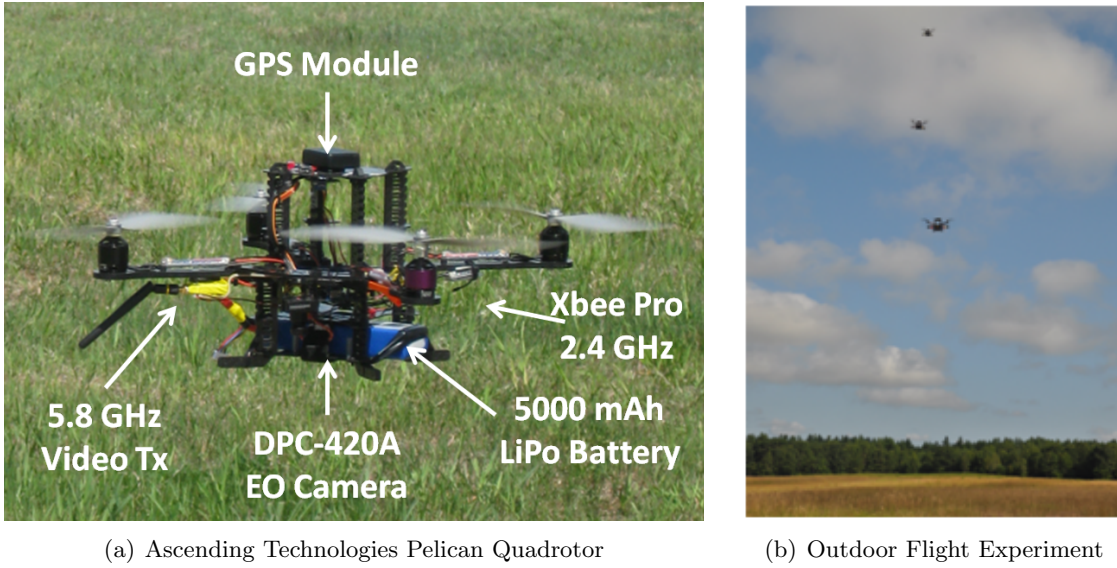 GPS Module
Xbee Pro
2.4 GHz
5.8 GHz
Video Tx
DPC-420A
EO Camera
5000 mAh
LiPo Battery
(a) Ascending Technologies Pelican Quadrotor
(b) Outdoor Flight Experiment